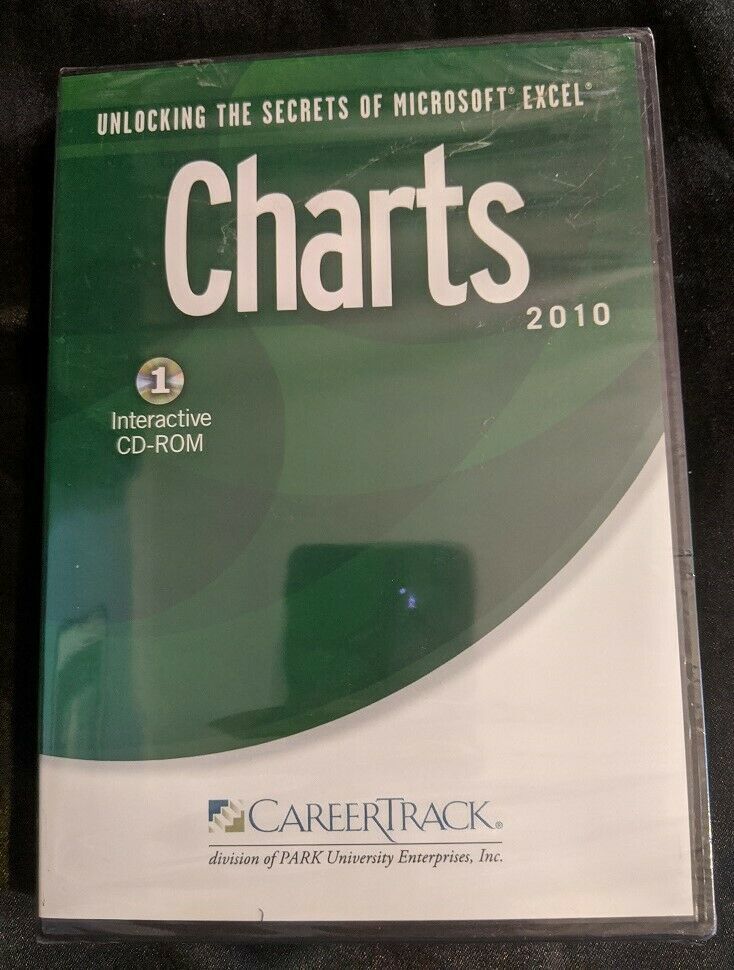 UNLOCKING THE SECRETS OF MICROSOFT® EXCEL®
Charts
2010
1
Interactive
CD-ROM
CAREERTRACK®
division of PARK University Enterprises, Inc.